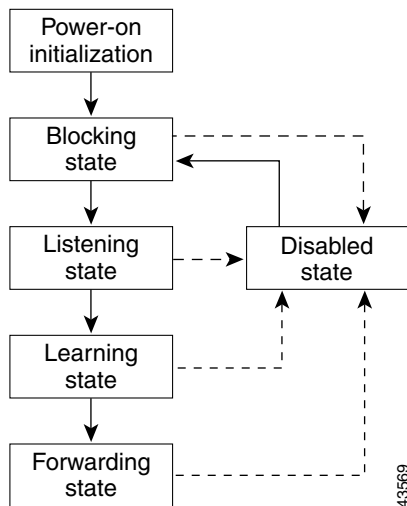 Power-on
initialization
Blocking
state
Listening
state
Disabled
state
Learning
state
Forwarding
state
43569